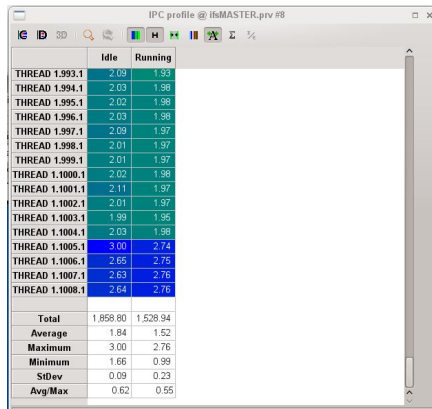 IPC profile @ ifsMASTER.prv #8
IC ID 3D H Σ ½
Idle Running
THREAD 1.993.1 2.09 1.93
THREAD 1.994.1 2.03 1.98
THREAD 1.995.1 2.02 1.98
THREAD 1.996.1 2.03 1.98
THREAD 1.997.1 2.09 1.97
THREAD 1.998.1 2.01 1.97
THREAD 1.999.1 2.01 1.97
THREAD 1.1000.1 2.02 1.98
THREAD 1.1001.1 2.11 1.97
THREAD 1.1002.1 2.01 1.97
THREAD 1.1003.1 1.99 1.95
THREAD 1.1004.1 2.03 1.98
THREAD 1.1005.1 3.00 2.74
THREAD 1.1006.1 2.65 2.75
THREAD 1.1007.1 2.63 2.76
THREAD 1.1008.1 2.64 2.76
Total 1,858.80 1,528.94
Average 1.84 1.52
Maximum 3.00 2.76
Minimum 1.66 0.99
StDev 0.09 0.23
Avg/Max 0.62 0.55